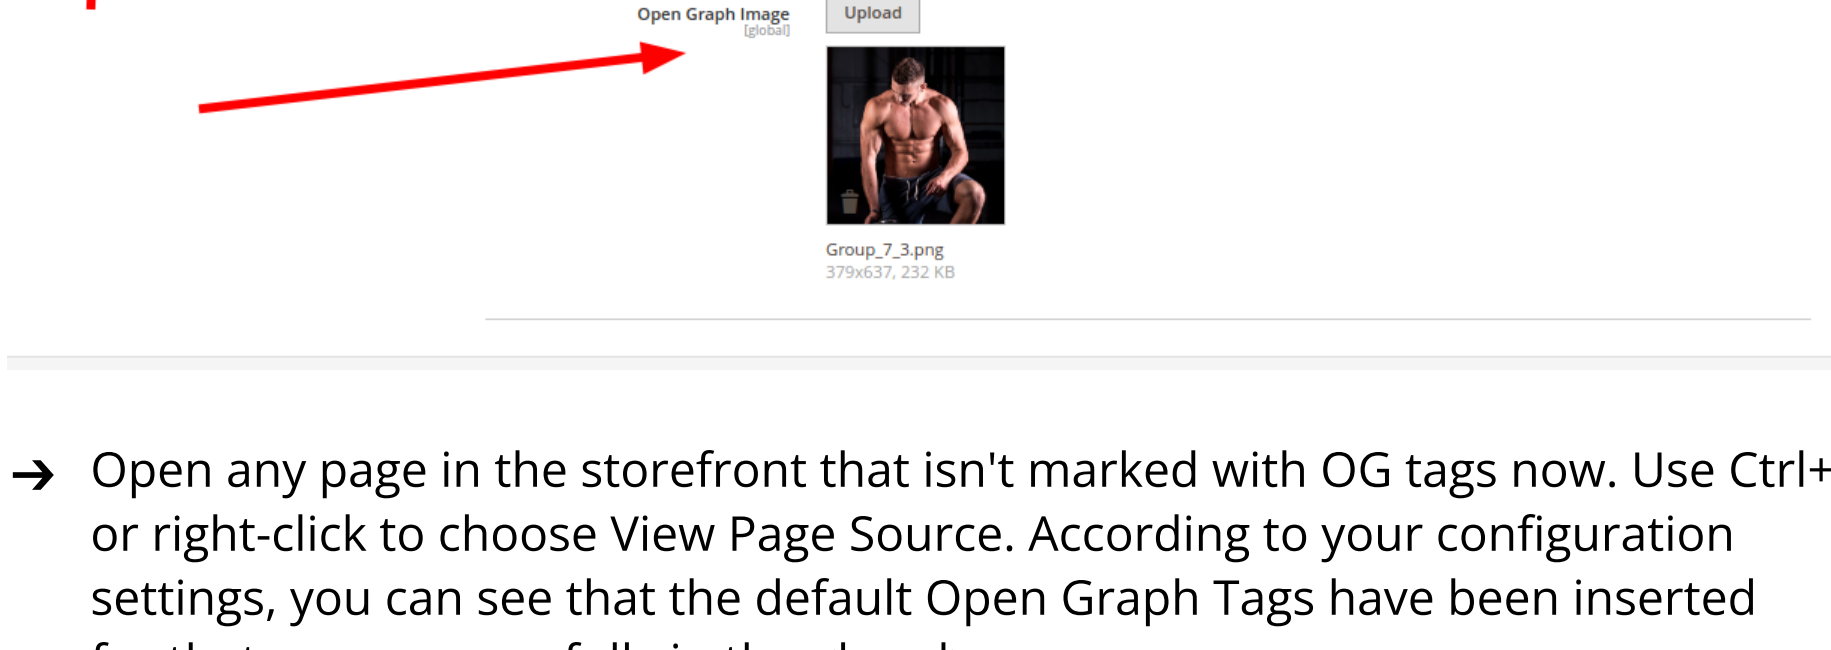 Open Graph Image
[global]
Upload
Group_7_3.png
379x637, 232 KB
➔ Open any page in the storefront that isn't marked with OG tags now. Use Ctrl+
or right-click to choose View Page Source. According to your configuration
settings, you can see that the default Open Graph Tags have been inserted